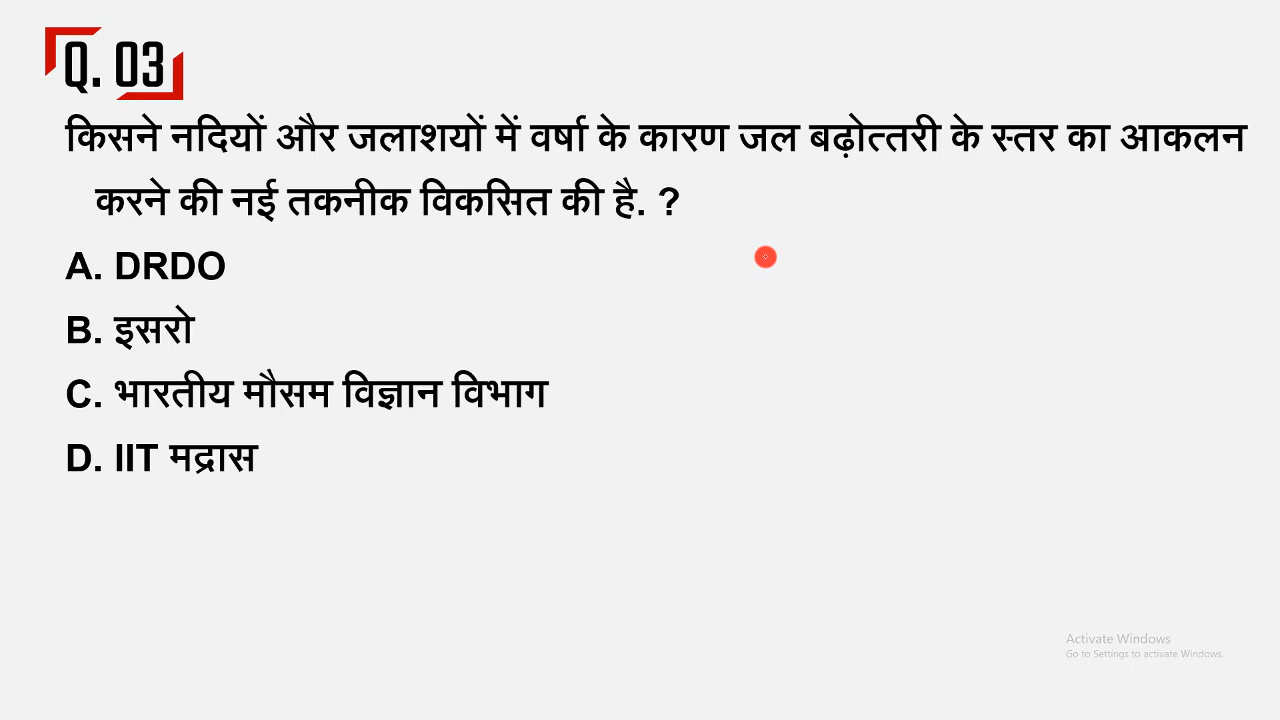 Q. 03
किसने नदियों और जलाशयों में वर्षा के कारण जल बढ़ोत्तरी के स्तर का आकलन
करने की नई तकनीक विकसित की है. ?
A. DRDO
B. इसरो
C. भारतीय मौसम विज्ञान विभाग
D. IIT मद्रास
Activate Windows
Go to Settings to activate Windows.